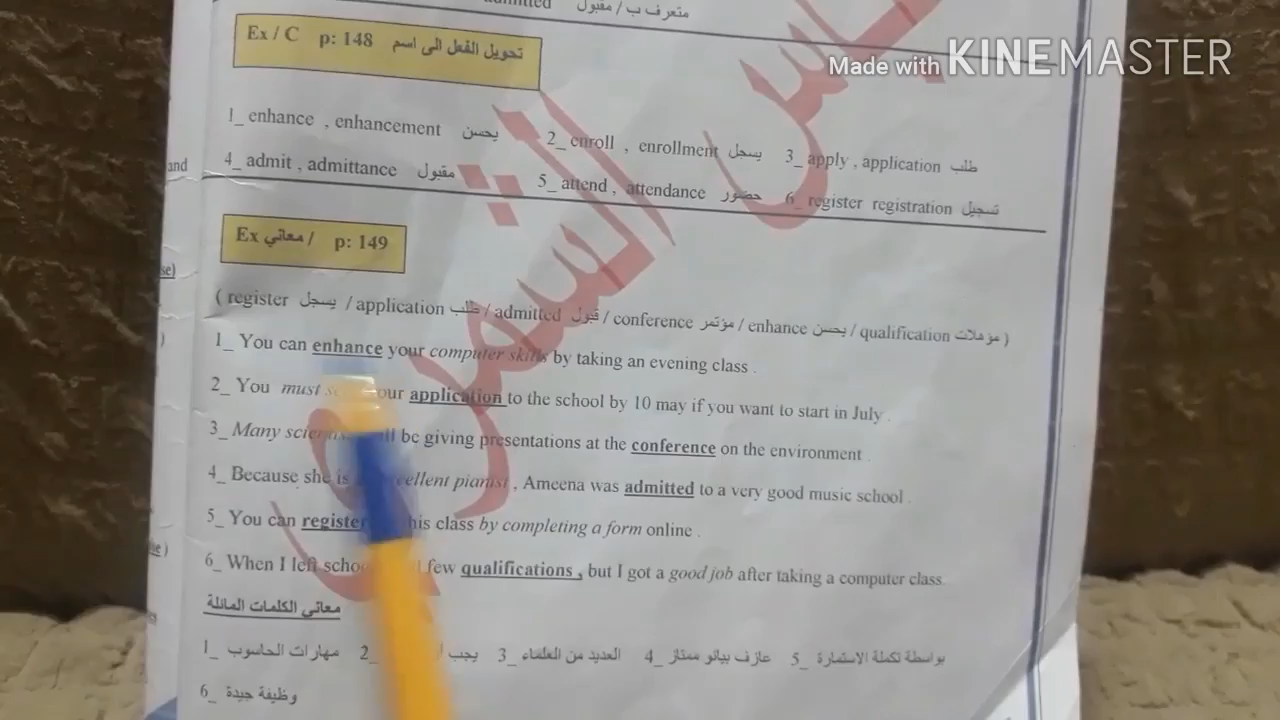 متعرف ب / مقبول
Ex / C p: 148 تحويل الفعل الى اسم
Made with KINEMASTER
1_ enhance , enhancement يحسن 2_ enroll , enrollment يسجل 3_ apply , application طلب
and
4_ admit , admittance مقبول 5_ attend , attendance حضور 6_ register registration تسجيل
Ex معاني / p: 149
( register يسجل / application طلب / admitted قبول / conference مؤتمر / enhance يحسن / qualification مؤهلات )
1_ You can enhance your computer skills by taking an evening class .
2_ You must your application to the school by 10 may if you want to start in July .
3_ Many be giving presentations at the conference on the environment
4_ Because she is pianist , Ameena was admitted to a very good music school .
5_ You can register his class by completing a form online .
6_ When I left few qualifications , but I got a good job after taking a computer class
معاني الكلمات المائلة
1_ مهارات الحاسوب 2_ يجب 3_ العديد من العلماء 4_ عازف بيانو ممتاز 5_ بواسطة تكملة الاستمارة
6_ وظيفة جيدة